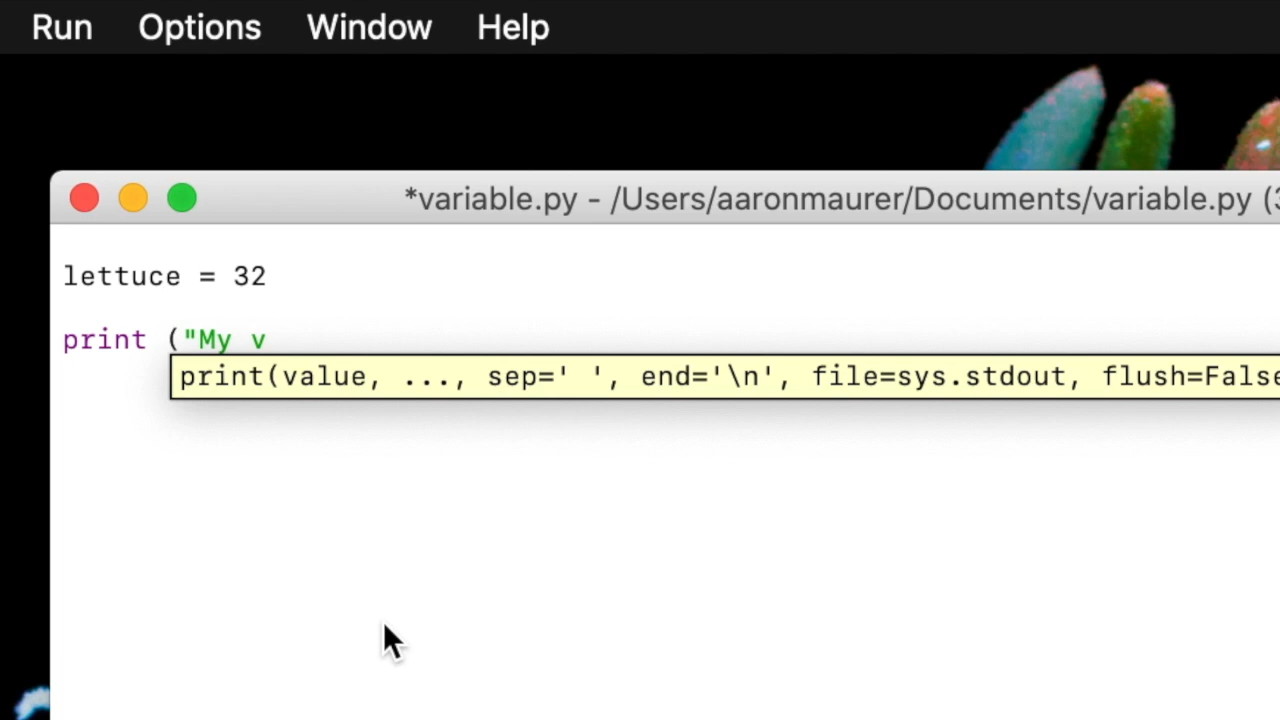 Run Options Window Help
*variable.py - /Users/aaronmaurer/Documents/variable.py (3
lettuce = 32
print ("My v
print(value, ..., sep=' ', end='\n', file=sys.stdout, flush=False